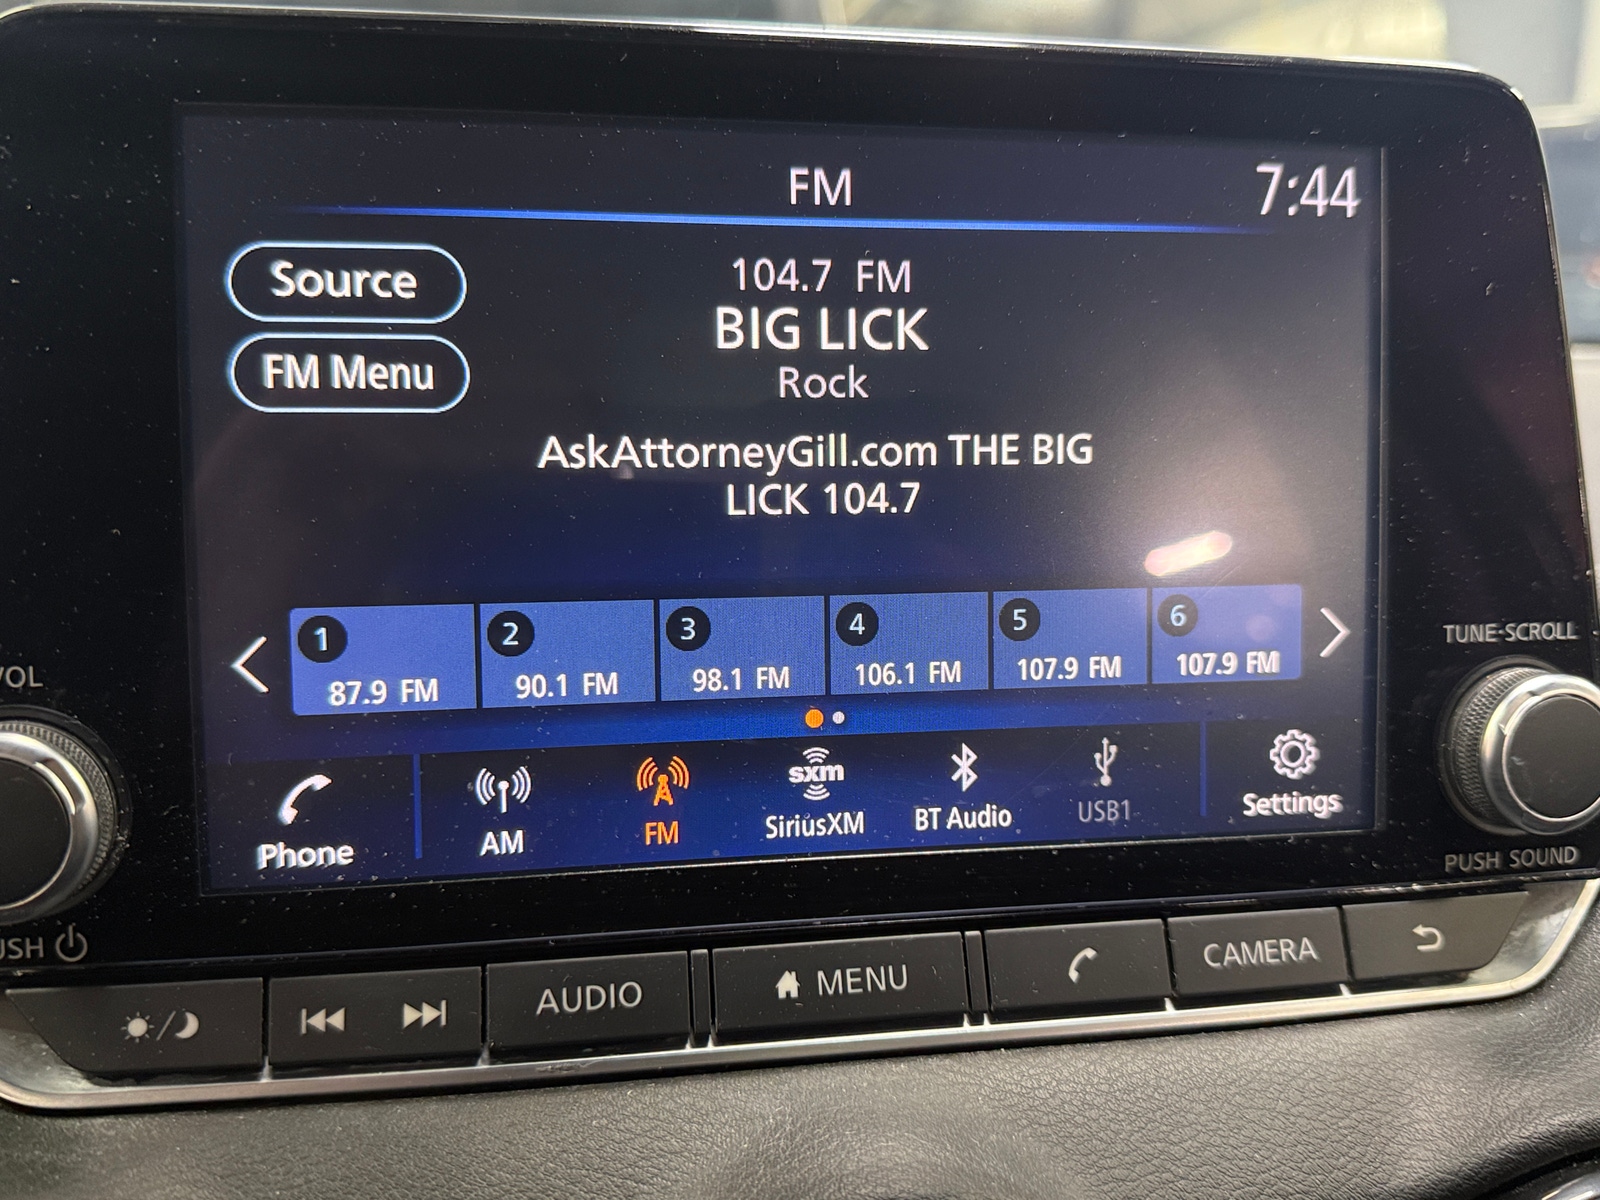 FM
7:44
Source
FM Menu
104.7 FM
BIG LICK
Rock
AskAttorneyGill.com THE BIG
LICK 104.7
1
2
3
4
5
6
87.9 FM
90.1 FM
98.1 FM
106.1 FM
107.9 FM
107.9 FM
Phone
AM
FM
sxm
SiriusXM
BT Audio
USB1
Settings
VOL
USH
TUNE·SCROLL
PUSH SOUND
AUDIO
MENU
CAMERA